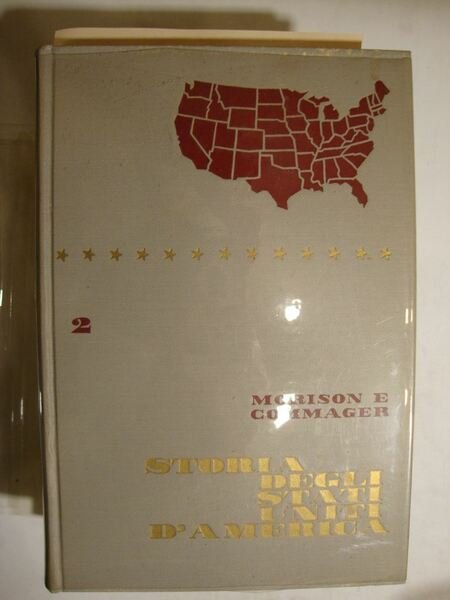 2
MORISON E
COMMAGER
STORIA
DEGLI
STATI
UNITI
D'AMERICA